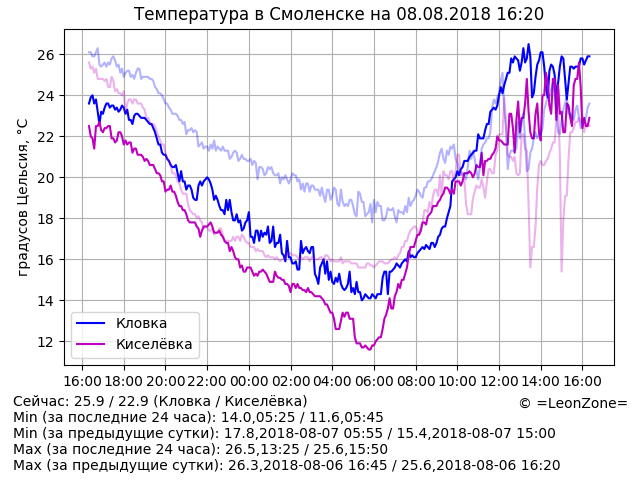 Температура в Смоленске на 08.08.2018 16:20
градусов Цельсия, °C
26
24
22
20
18
16
14
12
Кловка
Киселёвка
16:00 18:00 20:00 22:00 00:00 02:00 04:00 06:00 08:00 10:00 12:00 14:00 16:00
Сейчас: 25.9 / 22.9 (Кловка / Киселёвка)
© =LeonZone=
Min (за последние 24 часа): 14.0,05:25 / 11.6,05:45
Min (за предыдущие сутки): 17.8,2018-08-07 05:55 / 15.4,2018-08-07 15:00
Max (за последние 24 часа): 26.5,13:25 / 25.6,15:50
Max (за предыдущие сутки): 26.3,2018-08-06 16:45 / 25.6,2018-08-06 16:20